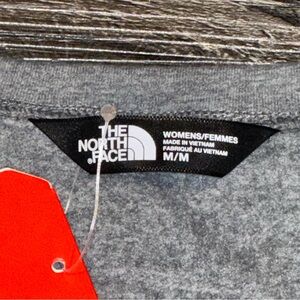 THE
NORTH
FACE
WOMENS/FEMMES
MADE IN VIETNAM
FABRIQUÉ AU VIETNAM
M/M